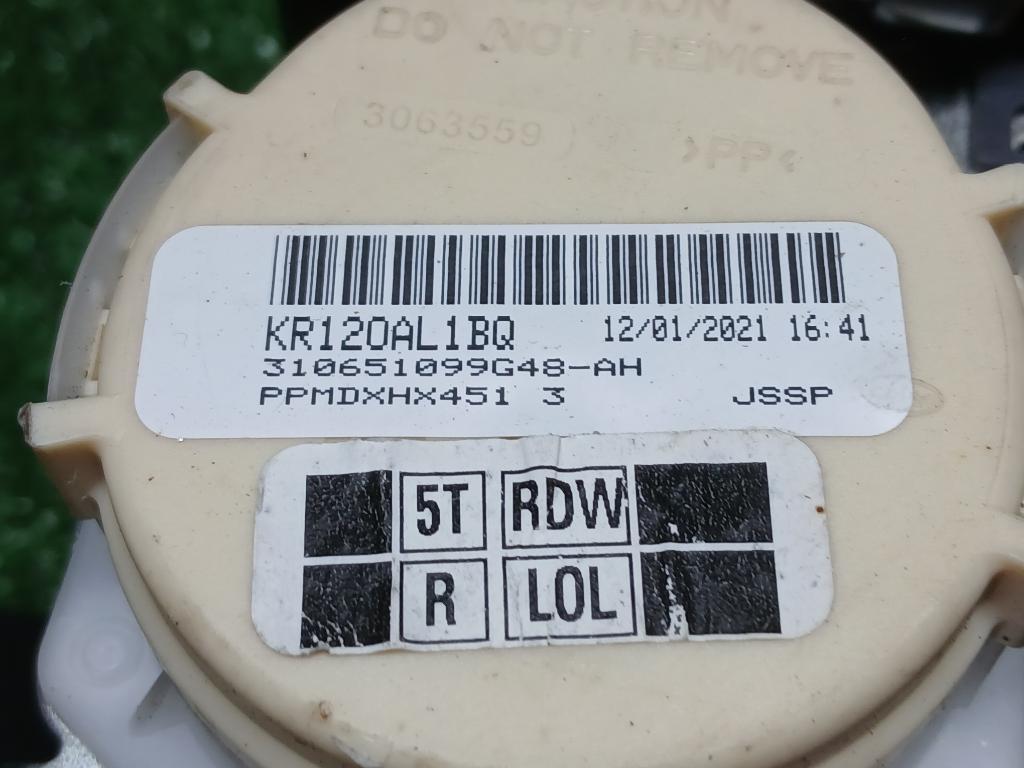 DO NOT REMOVE
( 3063559 )
>PP<
KR120AL1BQ 12/01/2021 16:41
310651099G48-AH
PPMDXHX451 3 JSSP
5T RDW
R LOL